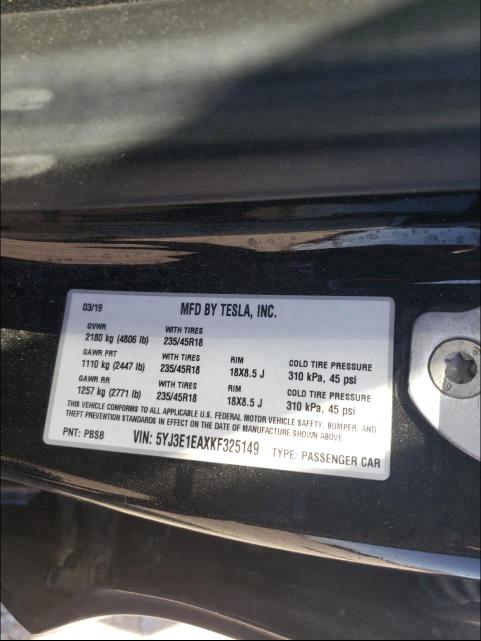 03/19 MFD BY TESLA, INC.
GVWR WITH TIRES
2180 kg (4806 lb) 235/45R18
GAWR FRT WITH TIRES RIM COLD TIRE PRESSURE
1110 kg (2447 lb) 235/45R18 18X8.5 J 310 kPa, 45 psi
GAWR RR WITH TIRES RIM COLD TIRE PRESSURE
1257 kg (2771 lb) 235/45R18 18X8.5 J 310 kPa, 45 psi
THIS VEHICLE CONFORMS TO ALL APPLICABLE U.S. FEDERAL MOTOR VEHICLE SAFETY, BUMPER, AND
THEFT PREVENTION STANDARDS IN EFFECT ON THE DATE OF MANUFACTURE SHOWN ABOVE.
PNT: PBSB VIN: 5YJ3E1EAXKF325149 TYPE: PASSENGER CAR